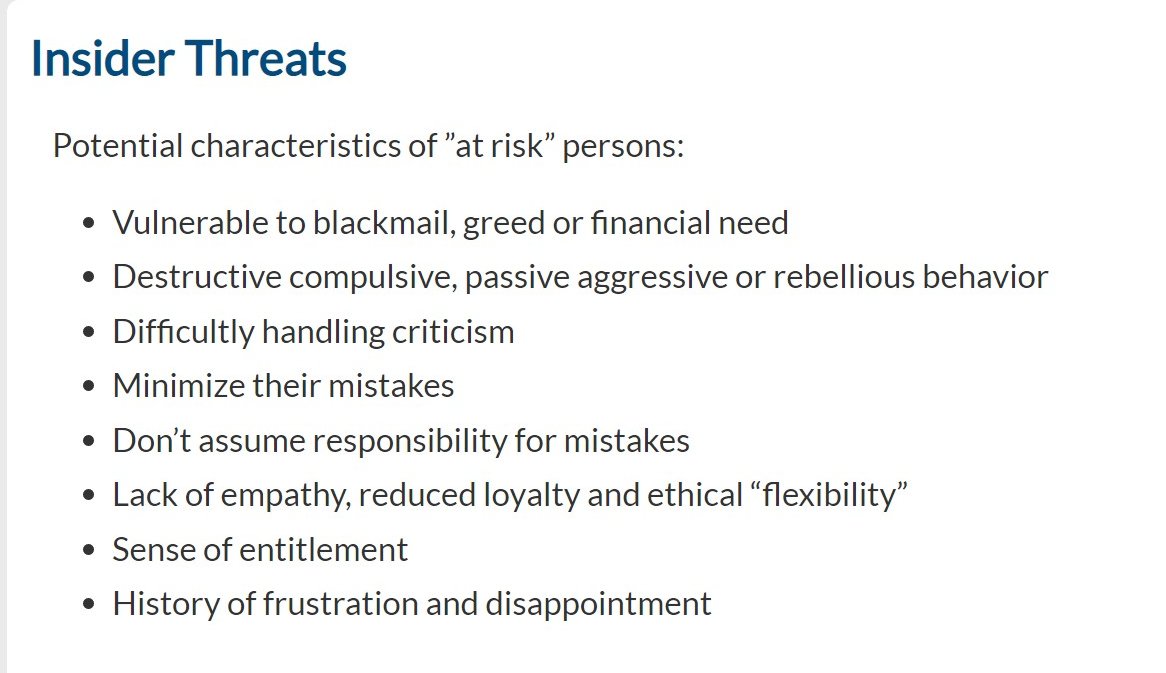 Insider Threats
Potential characteristics of ”at risk” persons:
• Vulnerable to blackmail, greed or financial need
• Destructive compulsive, passive aggressive or rebellious behavior
• Difficultly handling criticism
• Minimize their mistakes
• Don’t assume responsibility for mistakes
• Lack of empathy, reduced loyalty and ethical “flexibility”
• Sense of entitlement
• History of frustration and disappointment